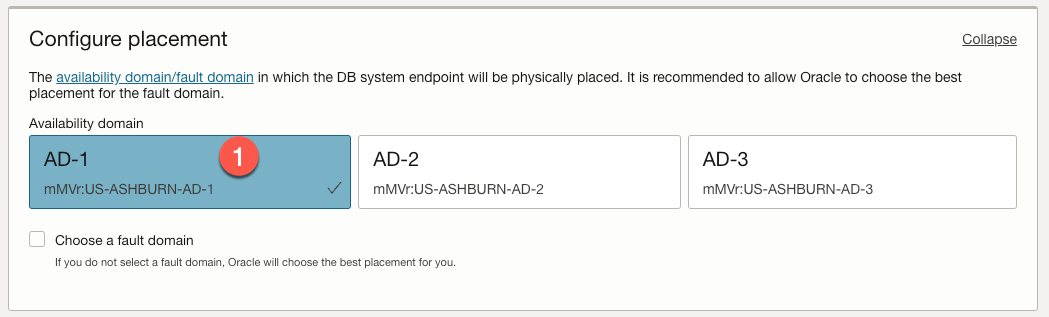 Configure placement
Collapse
The availability domain/fault domain in which the DB system endpoint will be physically placed. It is recommended to allow Oracle to choose the best
placement for the fault domain.
Availability domain
AD-1
1
mMVr:US-ASHBURN-AD-1
AD-2
mMVr:US-ASHBURN-AD-2
AD-3
mMVr:US-ASHBURN-AD-3
Choose a fault domain
If you do not select a fault domain, Oracle will choose the best placement for you.